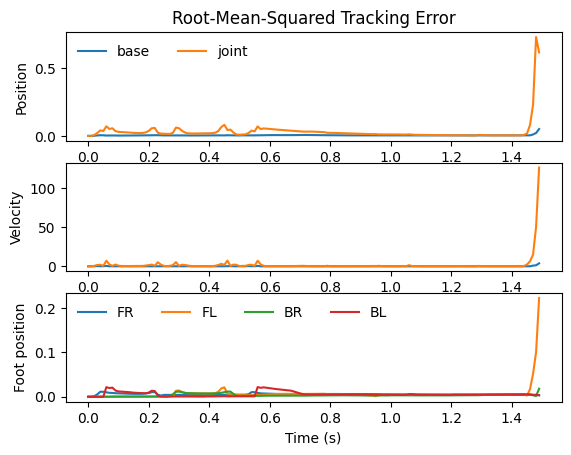 Root-Mean-Squared Tracking Error
base joint
Position
0.5
0.0
0.0 0.2 0.4 0.6 0.8 1.0 1.2 1.4
Velocity
100
50
0
0.0 0.2 0.4 0.6 0.8 1.0 1.2 1.4
FR FL BR BL
Foot position
0.2
0.1
0.0
0.0 0.2 0.4 0.6 0.8 1.0 1.2 1.4
Time (s)